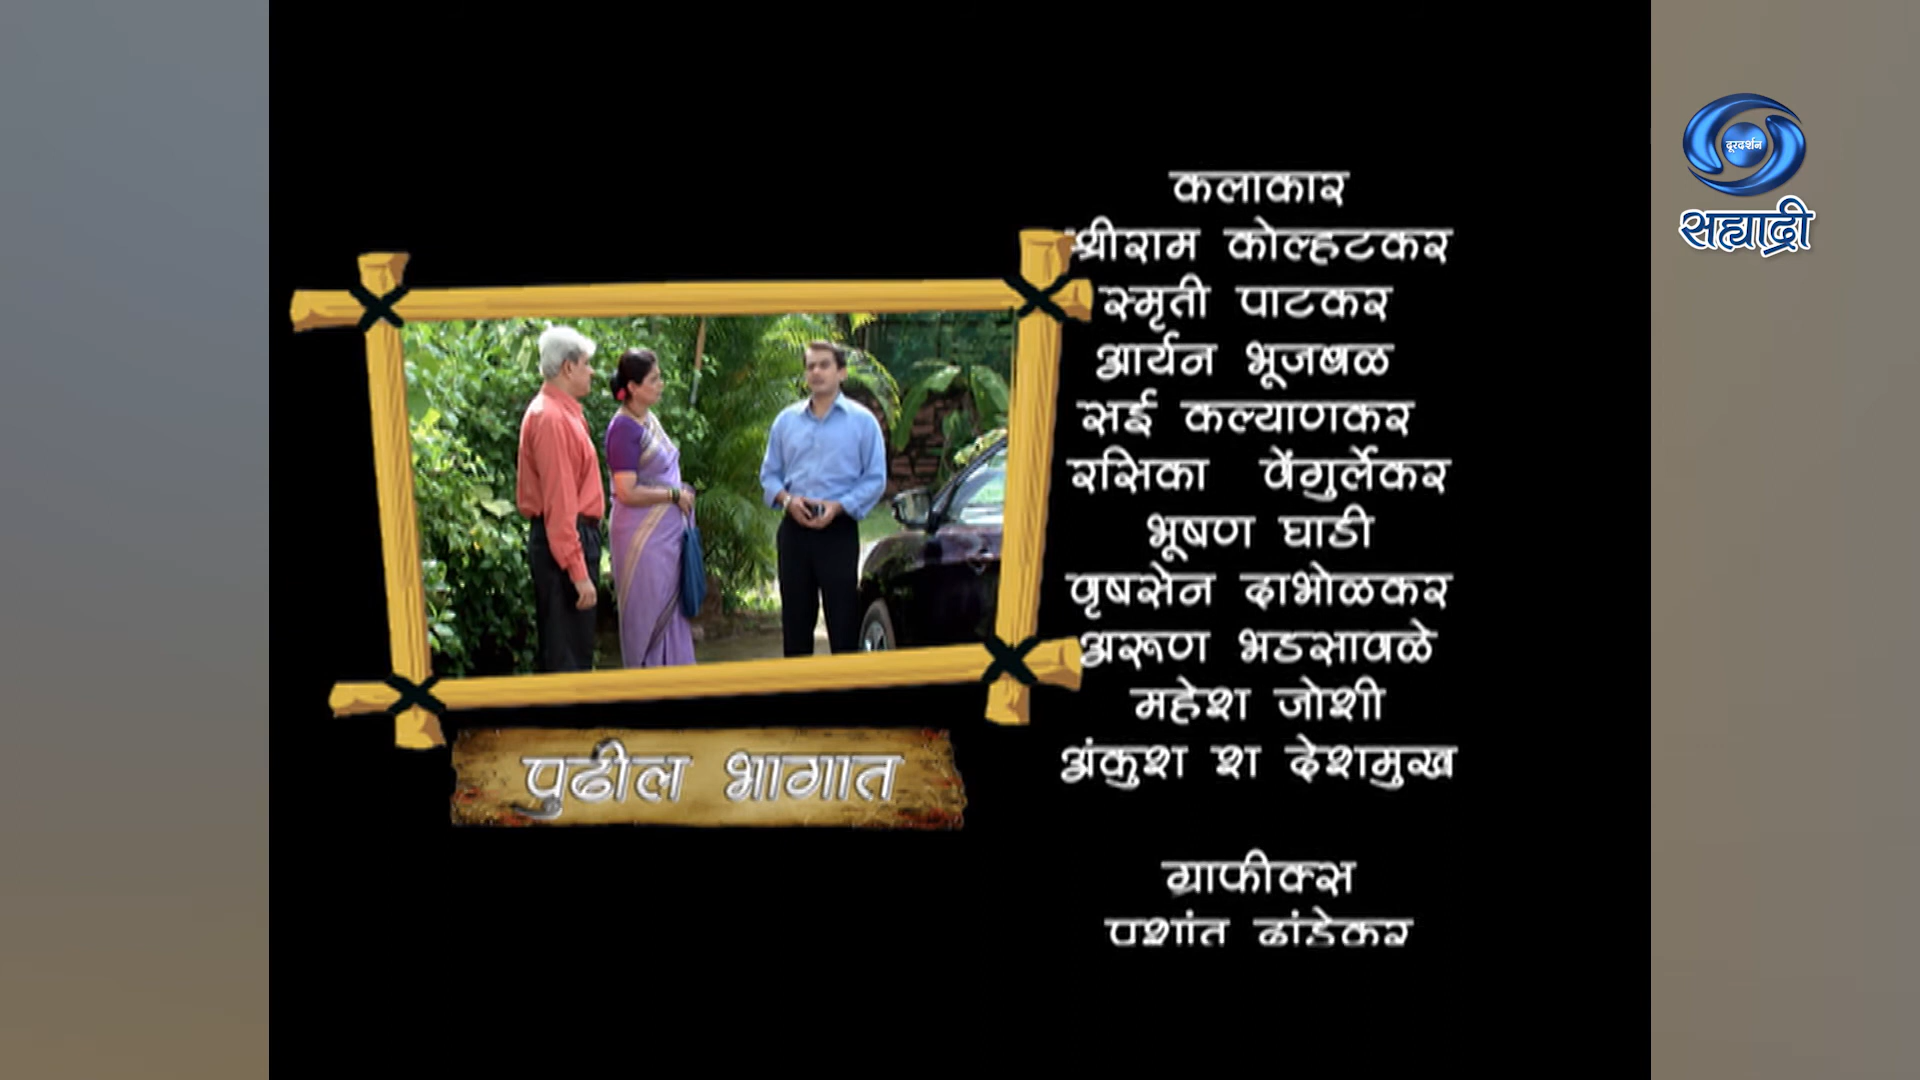 दूरदर्शन
सह्याद्री
कलाकार
श्रीराम कोल्हटकर
स्मृती पाटकर
आर्यन भूजबळ
सई कल्याणकर
रसिका वेंगुर्लेकर
भूषण घाडी
वृषसेन दाभोळकर
अरूण भडसावळे
महेश जोशी
अंकुश श देशमुख
ग्राफीक्स
प्रशांत ढांडेकर
पुढील भागात